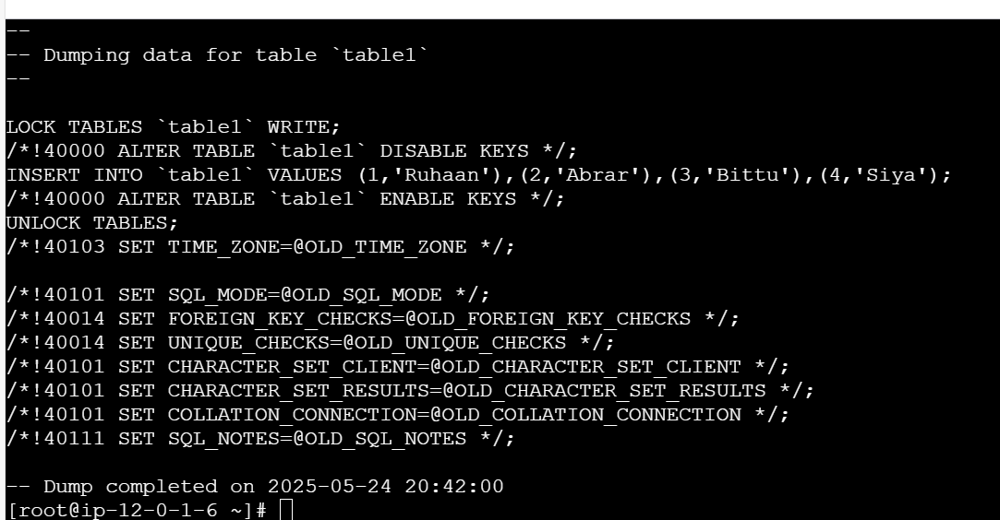 --
-- Dumping data for table `table1`
--
LOCK TABLES `table1` WRITE;
/*!40000 ALTER TABLE `table1` DISABLE KEYS */;
INSERT INTO `table1` VALUES (1,'Ruhaan'),(2,'Abrar'),(3,'Bittu'),(4,'Siya');
/*!40000 ALTER TABLE `table1` ENABLE KEYS */;
UNLOCK TABLES;
/*!40103 SET TIME_ZONE=@OLD_TIME_ZONE */;
/*!40101 SET SQL_MODE=@OLD_SQL_MODE */;
/*!40014 SET FOREIGN_KEY_CHECKS=@OLD_FOREIGN_KEY_CHECKS */;
/*!40014 SET UNIQUE_CHECKS=@OLD_UNIQUE_CHECKS */;
/*!40101 SET CHARACTER_SET_CLIENT=@OLD_CHARACTER_SET_CLIENT */;
/*!40101 SET CHARACTER_SET_RESULTS=@OLD_CHARACTER_SET_RESULTS */;
/*!40101 SET COLLATION_CONNECTION=@OLD_COLLATION_CONNECTION */;
/*!40111 SET SQL_NOTES=@OLD_SQL_NOTES */;
-- Dump completed on 2025-05-24 20:42:00
[root@ip-12-0-1-6 ~]#